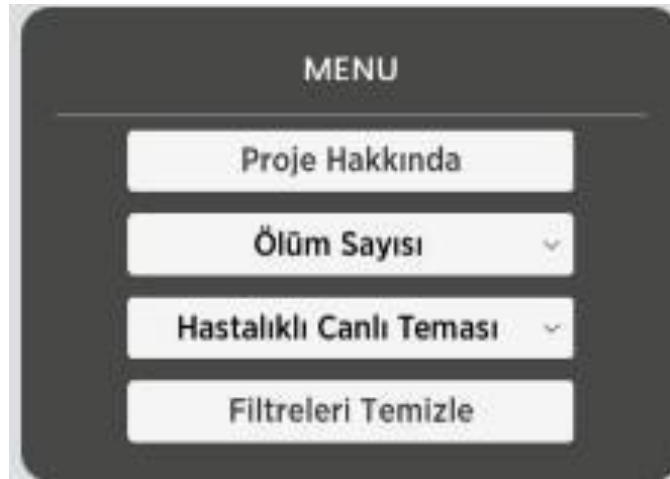 MENU
Proje Hakkında
Ölüm Sayısı
Hastalıklı Canlı Teması
Filtreleri Temizle